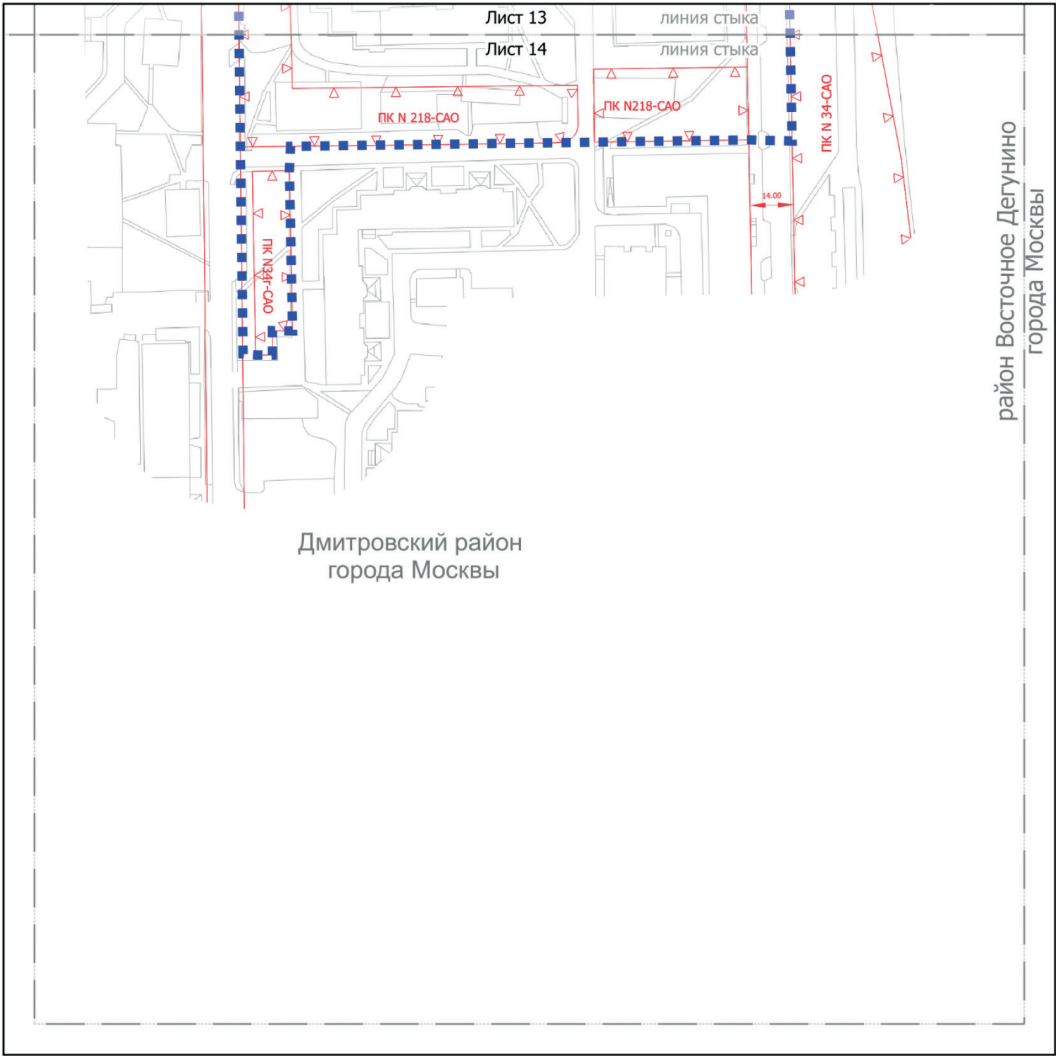 Лист 13
линия стыка
Лист 14
линия стыка
ПК N 218-САО
ПК N218-САО
ПК N 34-САО
14.00
ПК N34г-САО
район Восточное Дегунино
города Москвы
Дмитровский район
города Москвы